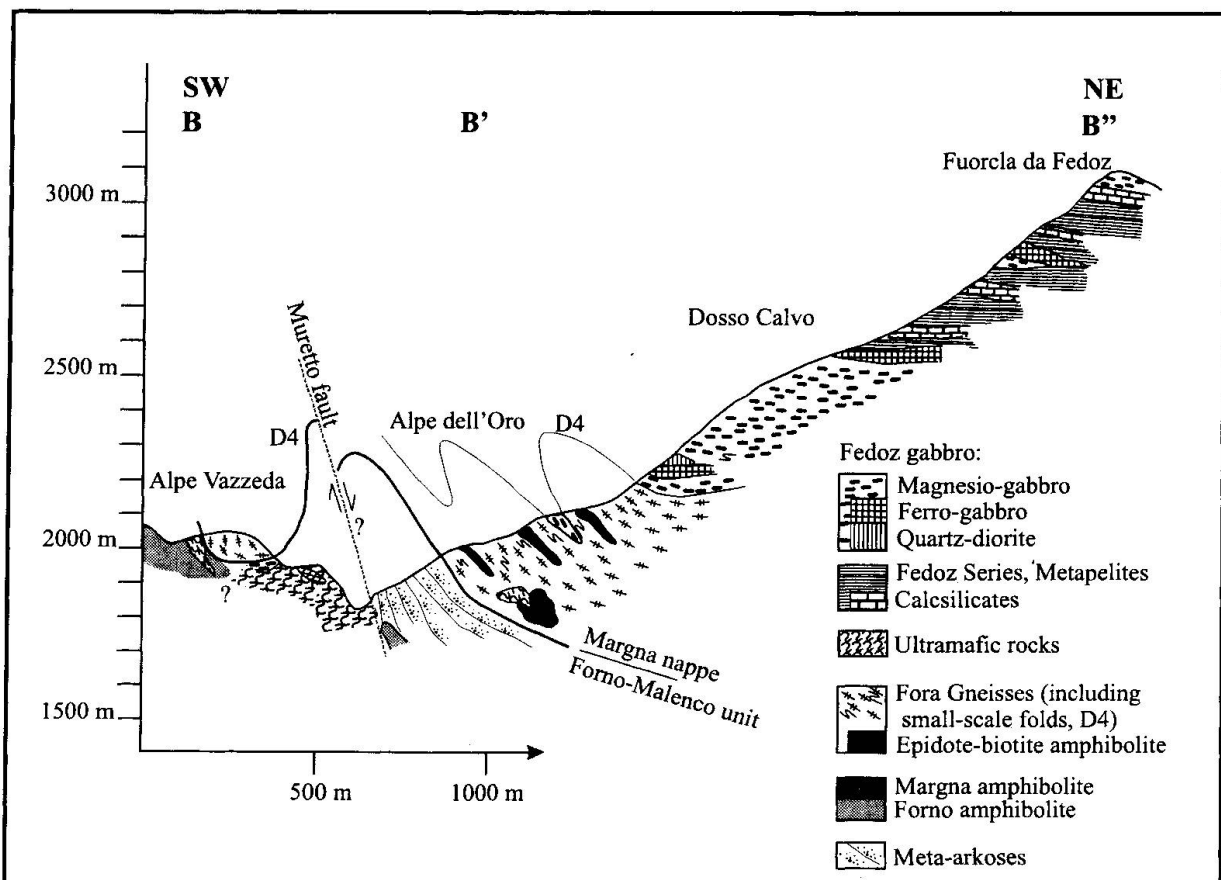 SW
B
B'
NE
B”
Fuorcla da Fedoz
3000 m
Dosso Calvo
2500 m
Muretto fault
D4
Alpe dell'Oro
D4
Alpe Vazzeda
?
2000 m
?
Margna nappe
Forno-Malenco unit
1500 m
500 m
1000 m
Fedoz gabbro:
Magnesio-gabbro
Ferro-gabbro
Quartz-diorite
Fedoz Series, Metapelites
Calcsilicates
Ultramafic rocks
Fora Gneisses (including
small-scale folds, D4)
Epidote-biotite amphibolite
Margna amphibolite
Forno amphibolite
Meta-arkoses